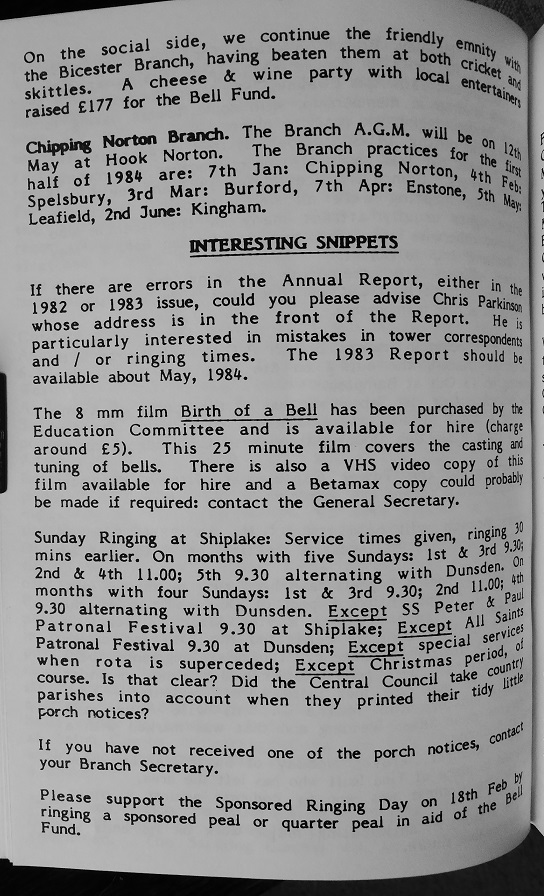 On the social side, we continue the friendly emnity with
the Bicester Branch, having beaten them at both cricket and
skittles. A cheese & wine party with local entertainers
raised £177 for the Bell Fund.
Chipping Norton Branch. The Branch A.G.M. will be on 12th
May at Hook Norton. The Branch practices for the first
half of 1984 are: 7th Jan: Chipping Norton, 4th Feb:
Spelsbury, 3rd Mar: Burford, 7th Apr: Enstone, 5th May:
Leafield, 2nd June: Kingham.
INTERESTING SNIPPETS
If there are errors in the Annual Report, either in the
1982 or 1983 issue, could you please advise Chris Parkinson
whose address is in the front of the Report. He is
particularly interested in mistakes in tower correspondents
and / or ringing times. The 1983 Report should be
available about May, 1984.
The 8 mm film Birth of a Bell has been purchased by the
Education Committee and is available for hire (charge
around £5). This 25 minute film covers the casting and
tuning of bells. There is also a VHS video copy of this
film available for hire and a Betamax copy could probably
be made if required: contact the General Secretary.
Sunday Ringing at Shiplake: Service times given, ringing 30
mins earlier. On months with five Sundays: 1st & 3rd 9.30;
2nd & 4th 11.00; 5th 9.30 alternating with Dunsden. On
months with four Sundays: 1st & 3rd 9.30; 2nd 11.00; 4th
9.30 alternating with Dunsden. Except SS Peter & Paul
Patronal Festival 9.30 at Shiplake; Except All Saints
Patronal Festival 9.30 at Dunsden; Except special services
when rota is superceded; Except Christmas period, of
course. Is that clear? Did the Central Council take country
parishes into account when they printed their tidy little
porch notices?
If you have not received one of the porch notices, contact
your Branch Secretary.
Please support the Sponsored Ringing Day on 18th Feb by
ringing a sponsored peal or quarter peal in aid of the Bell
Fund.